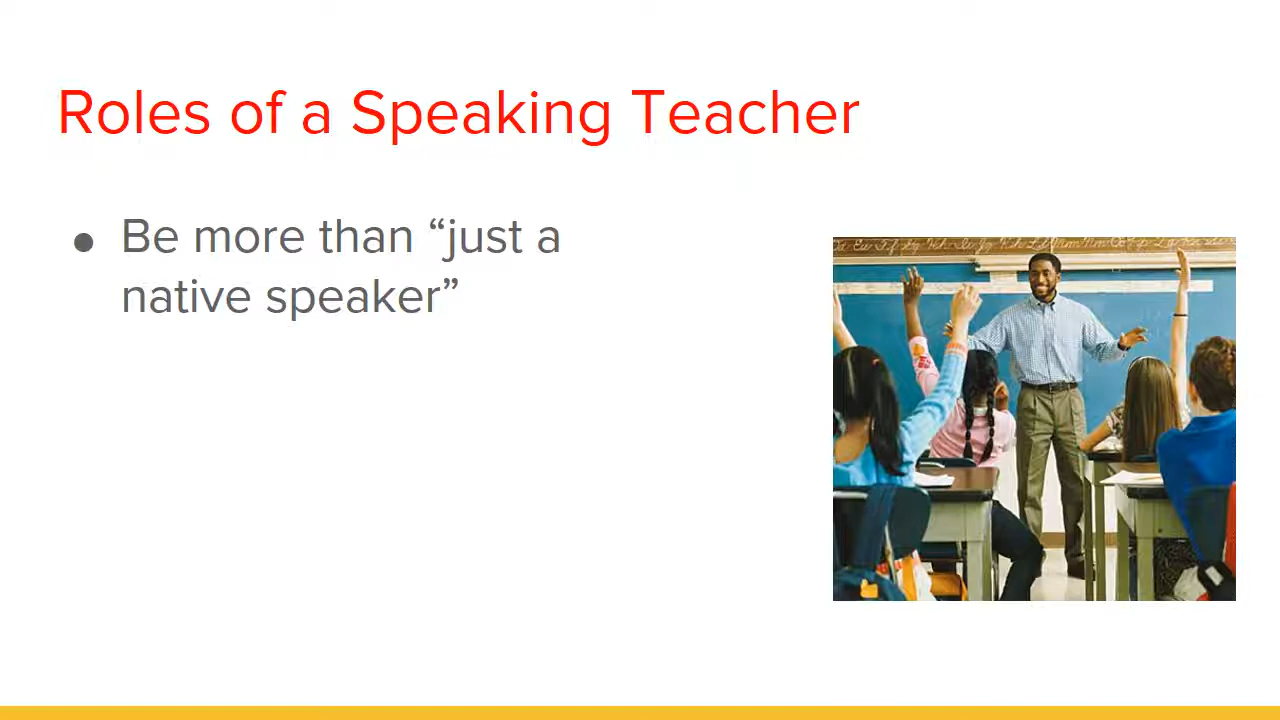 Roles of a Speaking Teacher
● Be more than “just a
native speaker”